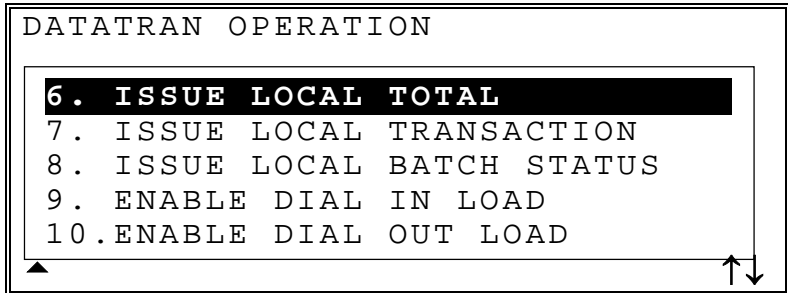 DATATRAN OPERATION
6. ISSUE LOCAL TOTAL
7. ISSUE LOCAL TRANSACTION
8. ISSUE LOCAL BATCH STATUS
9. ENABLE DIAL IN LOAD
10.ENABLE DIAL OUT LOAD